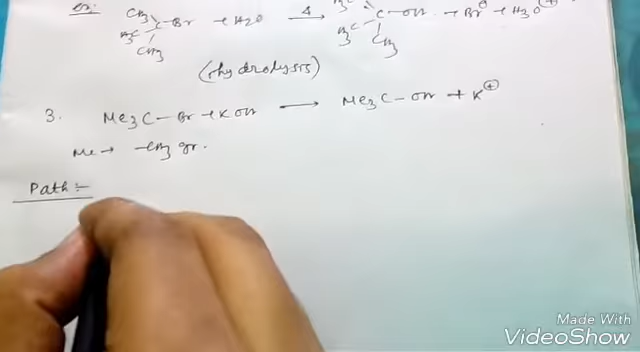 Ex:
CH3 H3C C-Br + H2O Δ → H3C C-OH + Br⊖ + H3O⊕
CH3 CH3
(Hydrolysis)
3. Me3C-Br + KOH → Me3C-OH + K⊕
Me → -CH3 gr.
Path :-
Made With
VideoShow